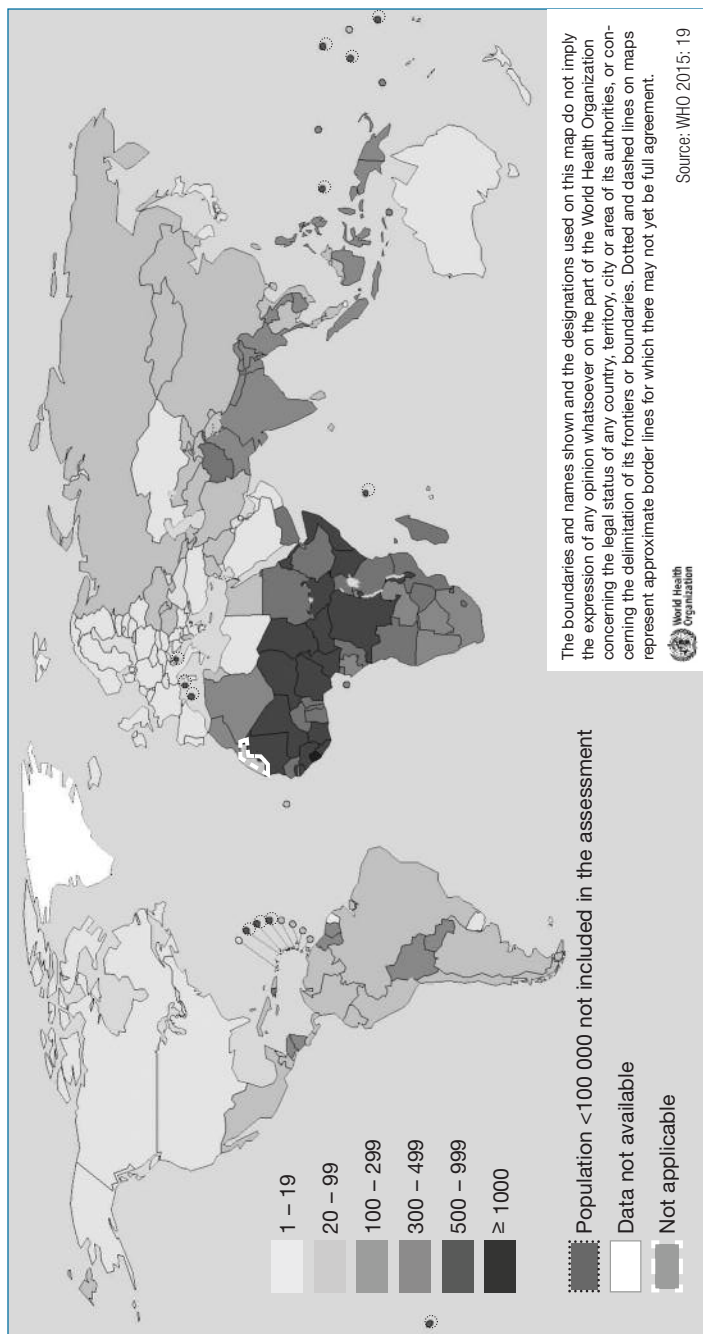 1 – 19
20 – 99
100 – 299
300 – 499
500 – 999
≥ 1000
Population <100 000 not included in the assessment
Data not available
Not applicable
The boundaries and names shown and the designations used on this map do not imply
the expression of any opinion whatsoever on the part of the World Health Organization
concerning the legal status of any country, territory, city or area of its authorities, or con-
cerning the delimitation of its frontiers or boundaries. Dotted and dashed lines on maps
represent approximate border lines for which there may not yet be full agreement.
World Health
Organization
Source: WHO 2015: 19